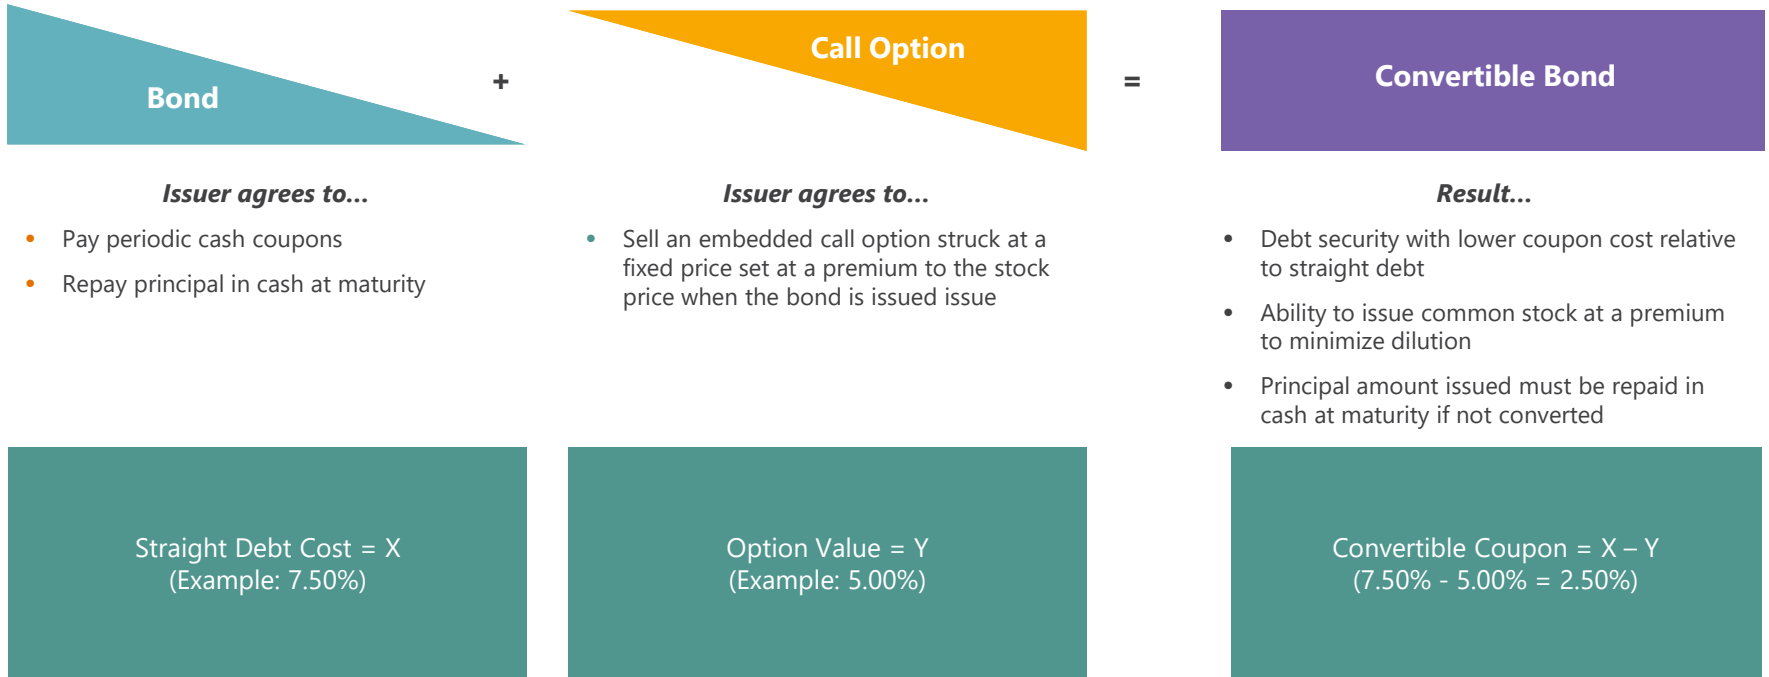 Bond
+
Call Option
=
Convertible Bond
Issuer agrees to...
• Pay periodic cash coupons
• Repay principal in cash at maturity
Issuer agrees to...
• Sell an embedded call option struck at a
fixed price set at a premium to the stock
price when the bond is issued issue
Result...
• Debt security with lower coupon cost relative
to straight debt
• Ability to issue common stock at a premium
to minimize dilution
• Principal amount issued must be repaid in
cash at maturity if not converted
Straight Debt Cost = X
(Example: 7.50%)
Option Value = Y
(Example: 5.00%)
Convertible Coupon = X – Y
(7.50% - 5.00% = 2.50%)